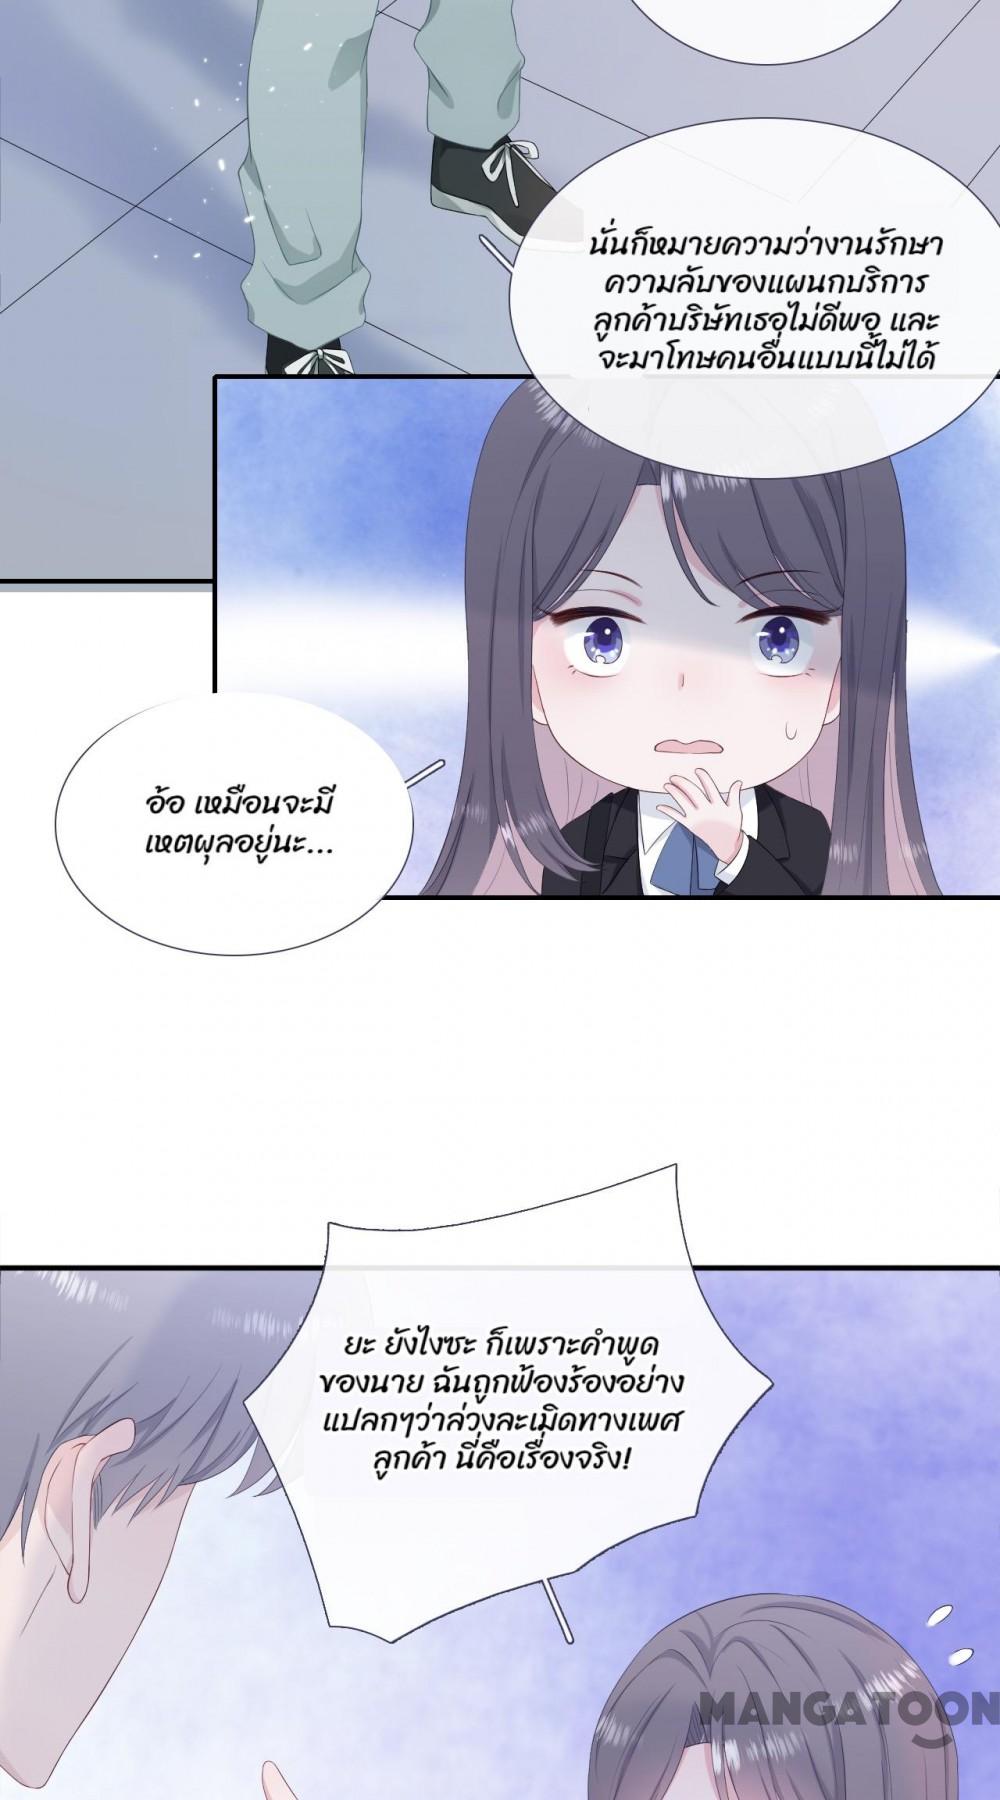 นั่นก็หมายความว่างานรักษา
ความลับของแผนกบริการ
ลูกค้าบริษัทเธอไม่ดีพอ และ
จะมาโทษคนอื่นแบบนี้ไม่ได้
อ้อ เหมือนจะมี
เหตุผลอยู่นะ...
ยะ ยังไงซะ ก็เพราะคำพูด
ของนาย ฉันถูกฟ้องร้องอย่าง
แปลกๆว่าล่วงละเมิดทางเพศ
ลูกค้า นี่คือเรื่องจริง!
MANGATOON